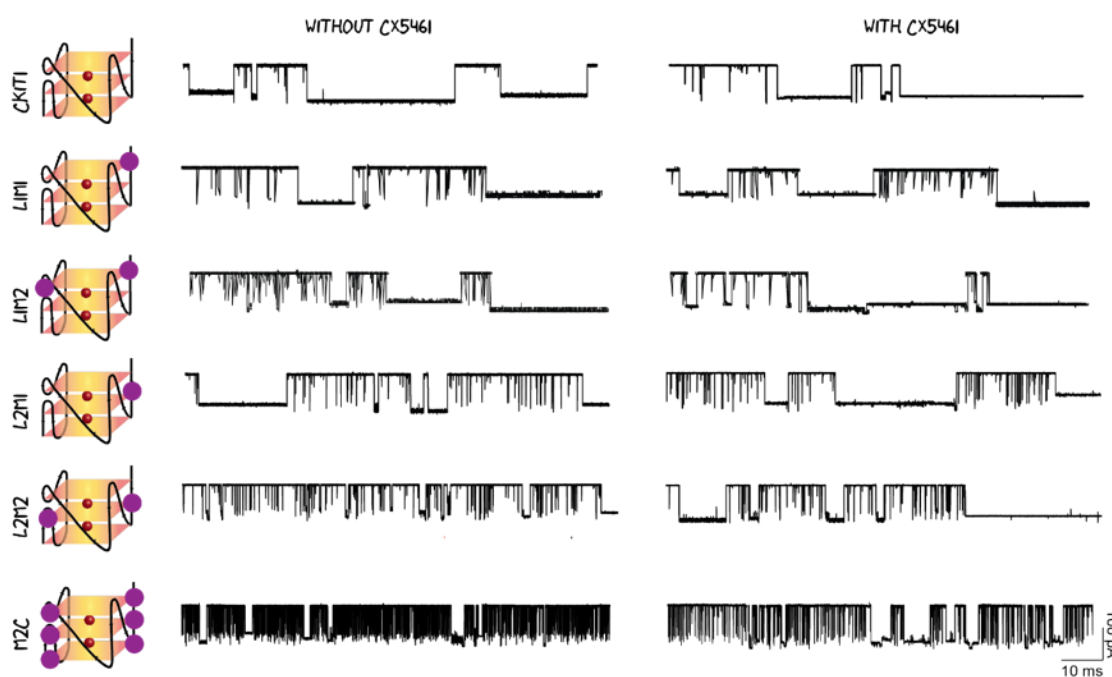 WITHOUT CX5461
WITH CX5461
CKIT1
L1M1
L1M2
L2M1
L2M2
M2C
100 pA
10 ms